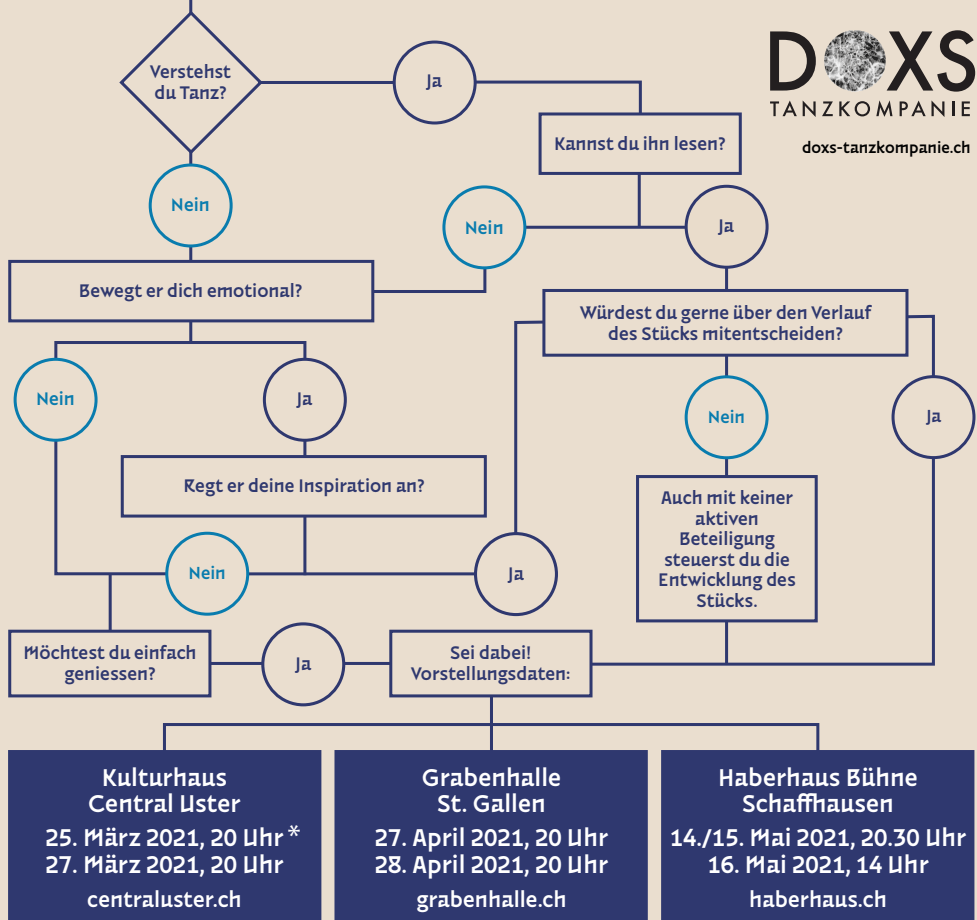 DOXS
TANZKOMPANIE
doxs-tanzkompanie.ch
Verstehst
du Tanz?
Ja
Kannst du ihn lesen?
Nein
Nein
Ja
Bewegt er dich emotional?
Würdest du gerne über den Verlauf
des Stücks mitentscheiden?
Nein
Ja
Nein
Ja
Regt er deine Inspiration an?
Auch mit keiner
aktiven
Beteiligung
steuerst du die
Entwicklung des
Stücks.
Nein
Ja
Möchtest du einfach
geniessen?
Ja
Sei dabei!
Vorstellungsdaten:
Kulturhaus
Central Uster
25. März 2021, 20 Uhr *
27. März 2021, 20 Uhr
centraluster.ch
Grabenhalle
St. Gallen
27. April 2021, 20 Uhr
28. April 2021, 20 Uhr
grabenhalle.ch
Haberhaus Bühne
Schaffhausen
14./15. Mai 2021, 20.30 Uhr
16. Mai 2021, 14 Uhr
haberhaus.ch